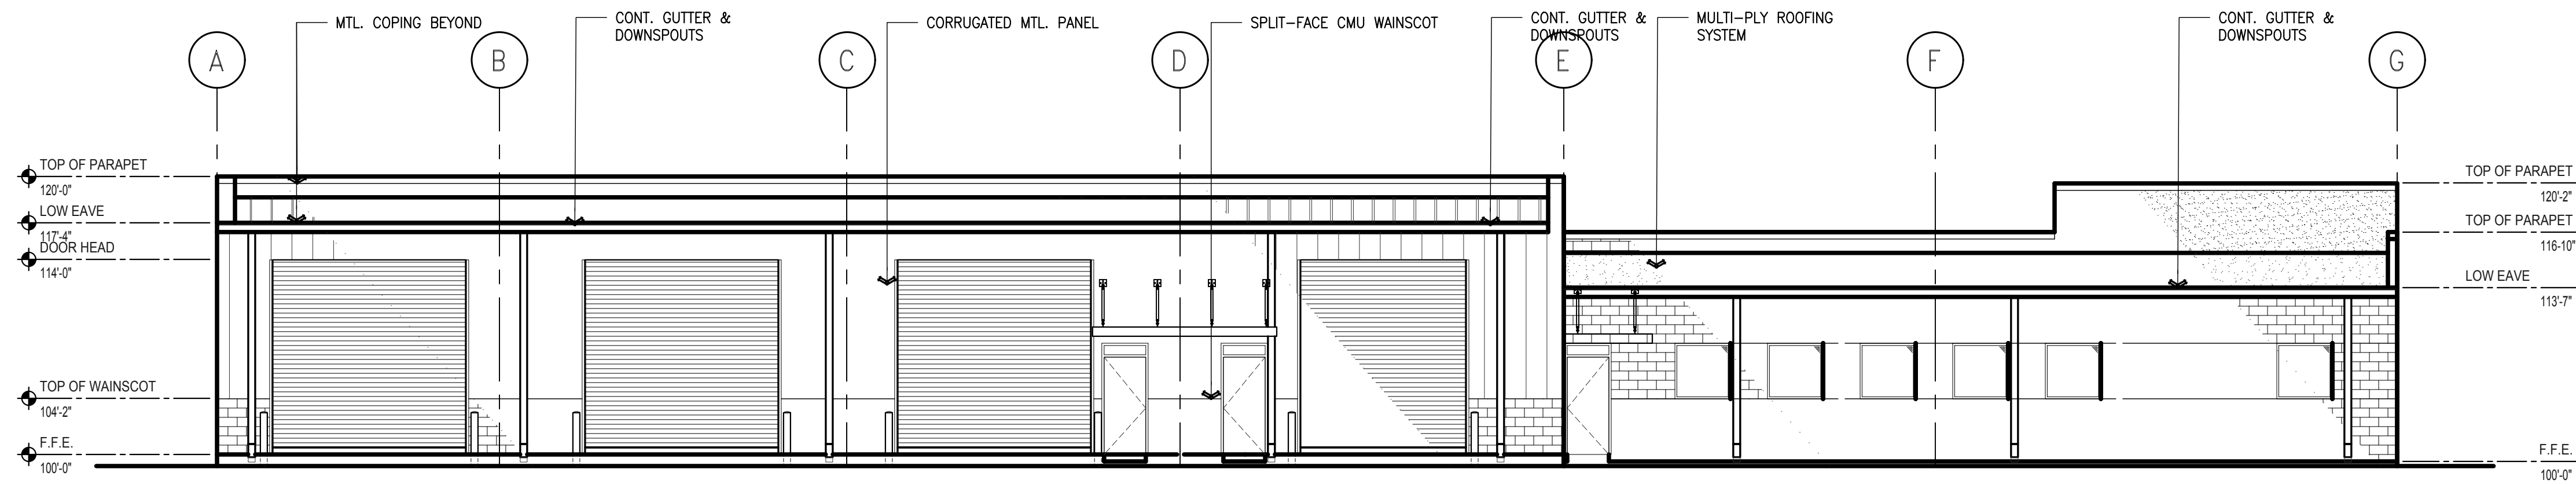 MTL. COPING BEYOND
CONT. GUTTER &
DOWNSPOUTS
CORRUGATED MTL. PANEL
SPLIT-FACE CMU WAINSCOT
CONT. GUTTER &
DOWNSPOUTS
MULTI-PLY ROOFING
SYSTEM
CONT. GUTTER &
DOWNSPOUTS
A
B
C
D
E
F
G
TOP OF PARAPET
120'-0"
LOW EAVE
117'-4"
DOOR HEAD
114'-0"
TOP OF WAINSCOT
104'-2"
F.F.E.
100'-0"
TOP OF PARAPET
120'-2"
TOP OF PARAPET
116'-10"
LOW EAVE
113'-7"
F.F.E.
100'-0"